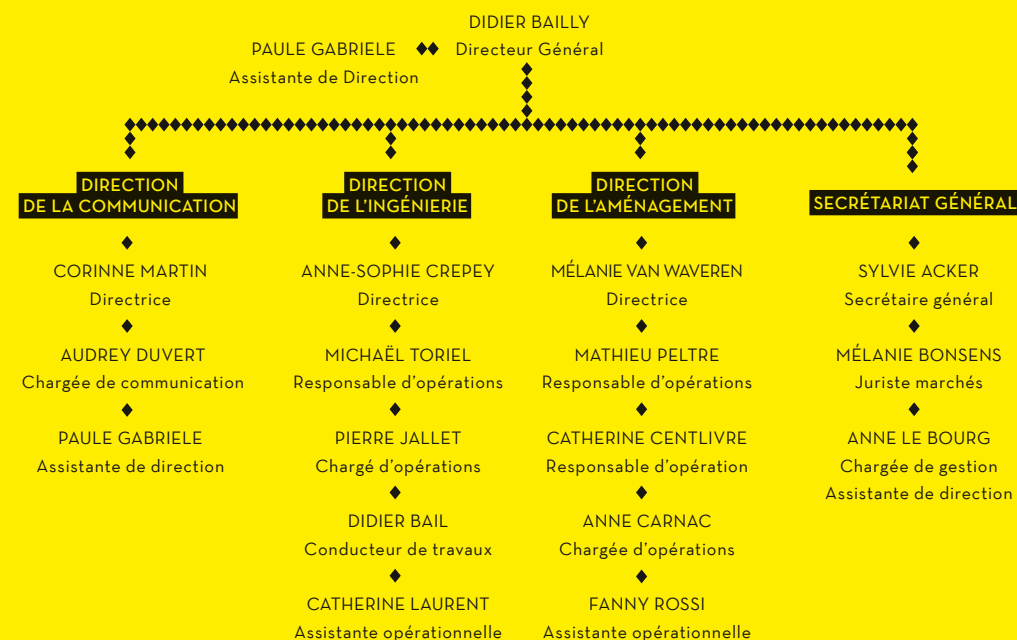 DIDIER BAILLY
Directeur Général
PAULE GABRIELE
Assistante de Direction
DIRECTION
DE LA COMMUNICATION
CORINNE MARTIN
Directrice
AUDREY DUVERT
Chargée de communication
PAULE GABRIELE
Assistante de direction
DIRECTION
DE L'INGÉNIERIE
ANNE-SOPHIE CREPEY
Directrice
MICHAËL TORIEL
Responsable d'opérations
PIERRE JALLET
Chargé d'opérations
DIDIER BAIL
Conducteur de travaux
CATHERINE LAURENT
Assistante opérationnelle
DIRECTION
DE L'AMÉNAGEMENT
MÉLANIE VAN WAVEREN
Directrice
MATHIEU PELTRE
Responsable d'opérations
CATHERINE CENTLIVRE
Responsable d'opération
ANNE CARNAC
Chargée d'opérations
FANNY ROSSI
Assistante opérationnelle
SECRÉTARIAT GÉNÉRAL
SYLVIE ACKER
Secrétaire général
MÉLANIE BONSENS
Juriste marchés
ANNE LE BOURG
Chargée de gestion
Assistante de direction